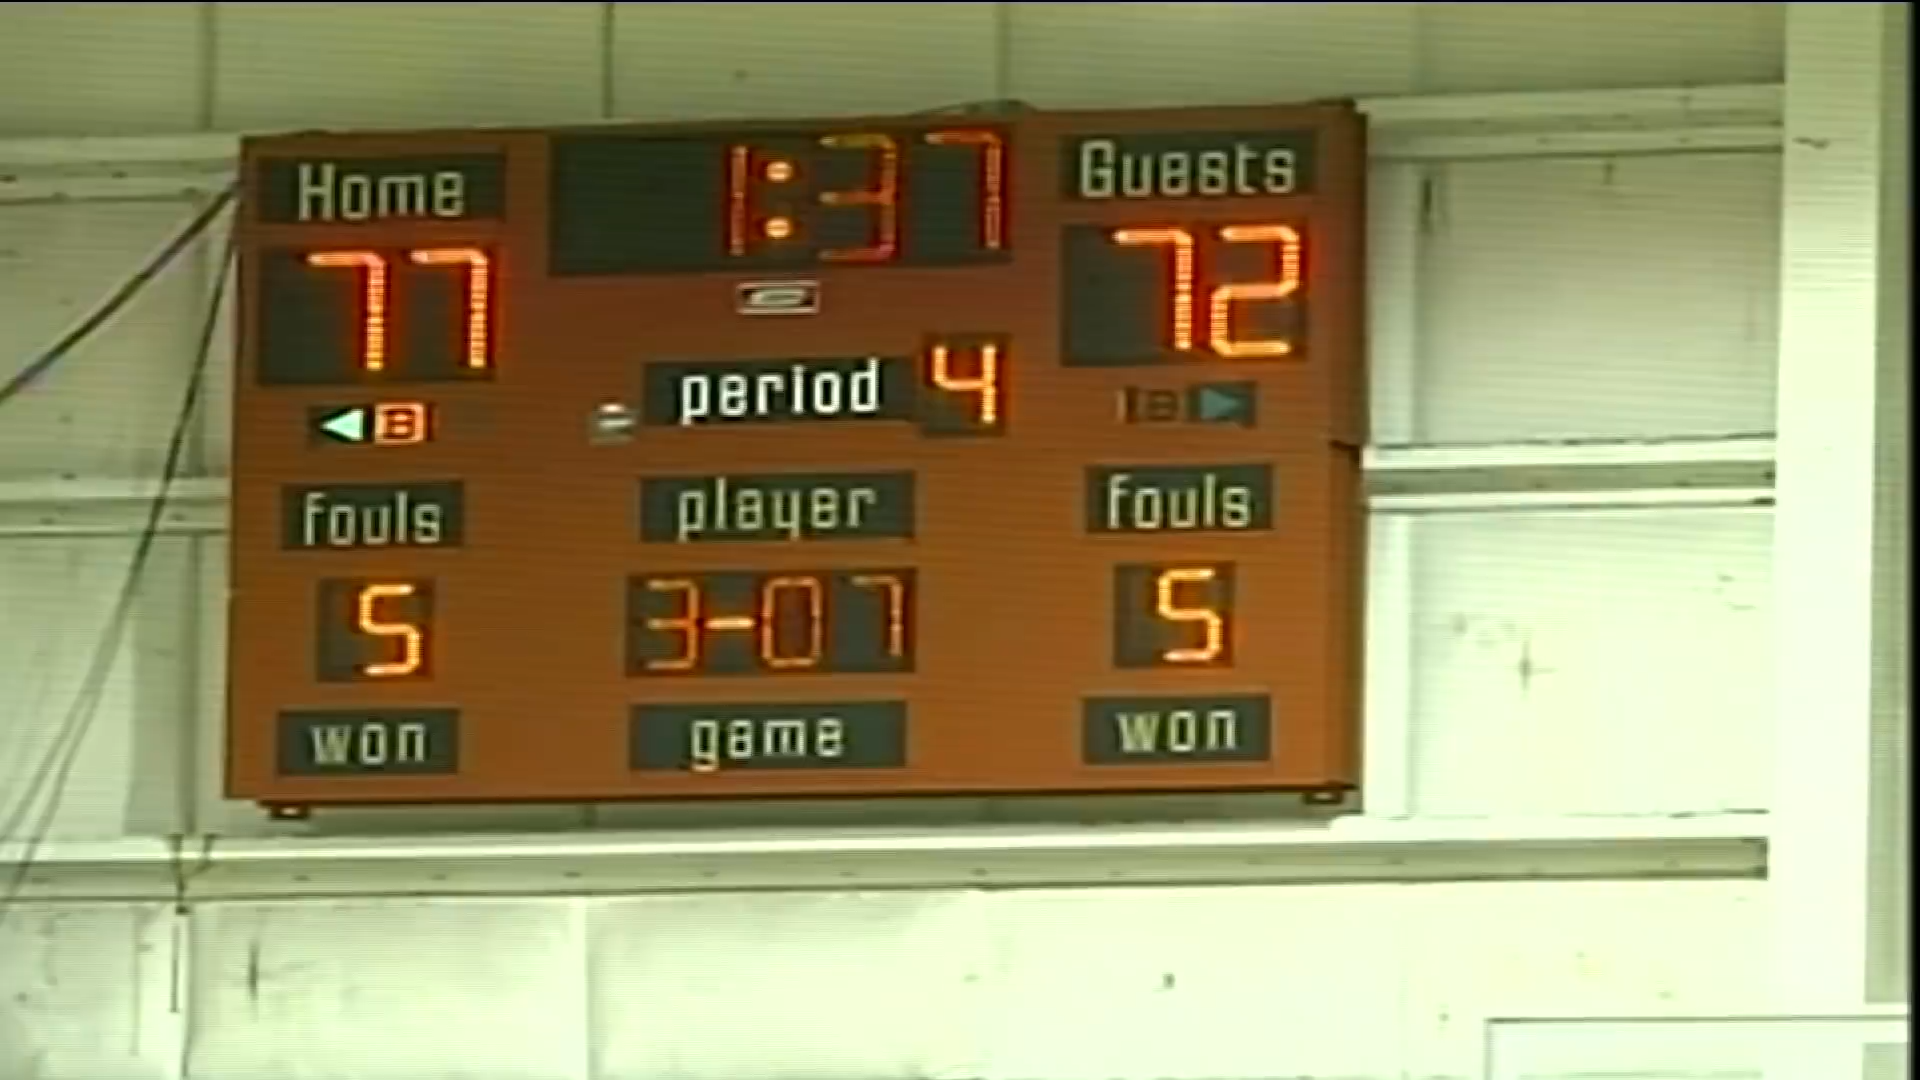 Home 1:37 Guests
77 72
period 4
B B
fouls player fouls
5 3-07 5
won game won